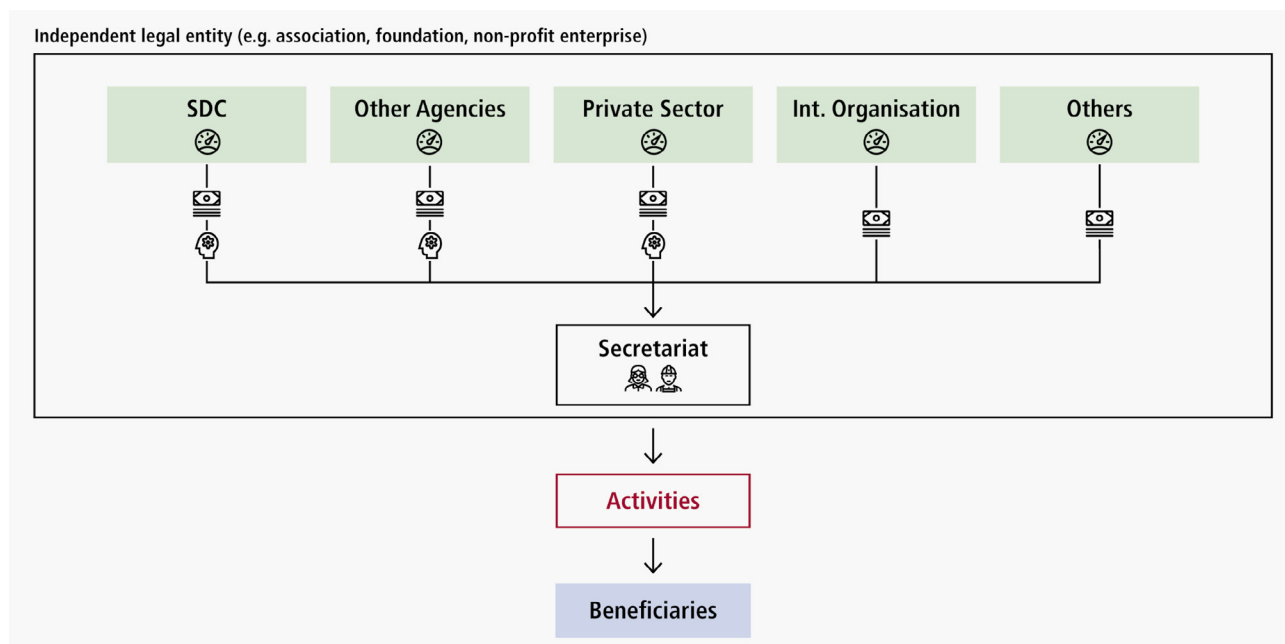 Independent legal entity (e.g. association, foundation, non-profit enterprise)
SDC
Other Agencies
Private Sector
Int. Organisation
Others
Secretariat
Activities
Beneficiaries